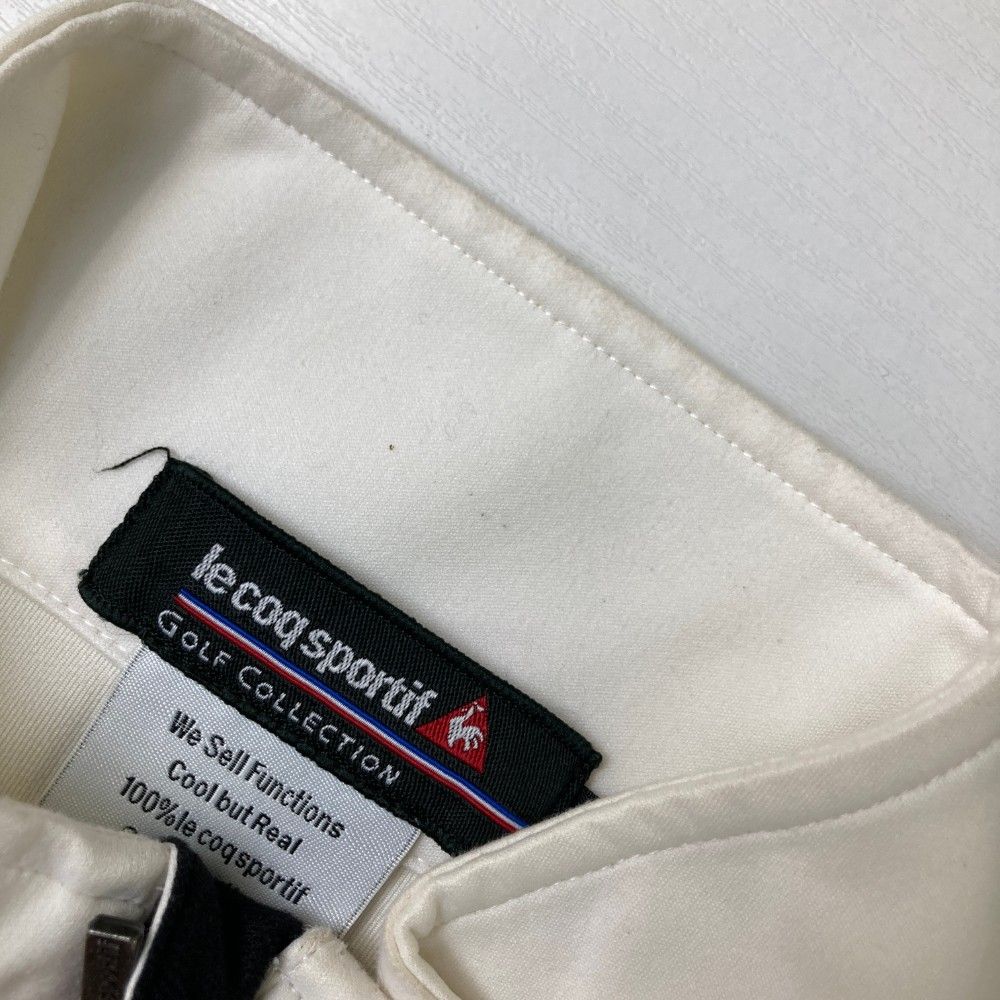 le coq sportif
GOLF COLLECTION
We Sell Functions
Cool but Real
100% le coq sportif